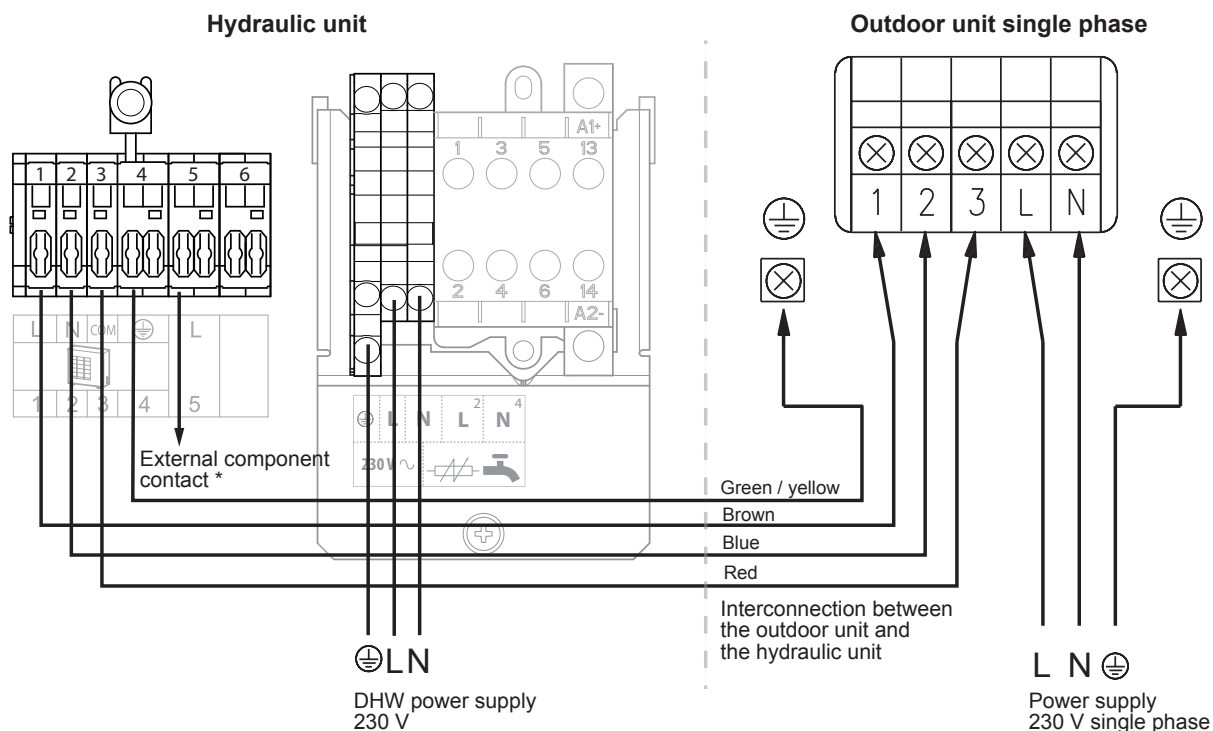 Hydraulic unit
Outdoor unit single phase
1 2 3 4 5 6
L N COM L
1 2 3 4 5
External component
contact *
A1+
1 3 5 13
2 4 6 14
A2-
L N L 2 N 4
230 V ~
1 2 3 L N
Green / yellow
Brown
Blue
Red
Interconnection between
the outdoor unit and
the hydraulic unit
L N
DHW power supply
230 V
L N
Power supply
230 V single phase